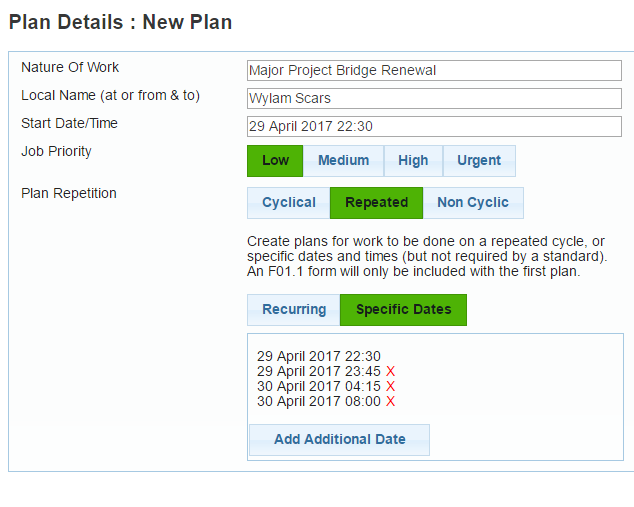 Plan Details : New Plan
Nature Of Work
Major Project Bridge Renewal
Local Name (at or from & to)
Wylam Scars
Start Date/Time
29 April 2017 22:30
Job Priority
Low Medium High Urgent
Plan Repetition
Cyclical Repeated Non Cyclic
Create plans for work to be done on a repeated cycle, or
specific dates and times (but not required by a standard).
An F01.1 form will only be included with the first plan.
Recurring Specific Dates
29 April 2017 22:30
29 April 2017 23:45 X
30 April 2017 04:15 X
30 April 2017 08:00 X
Add Additional Date